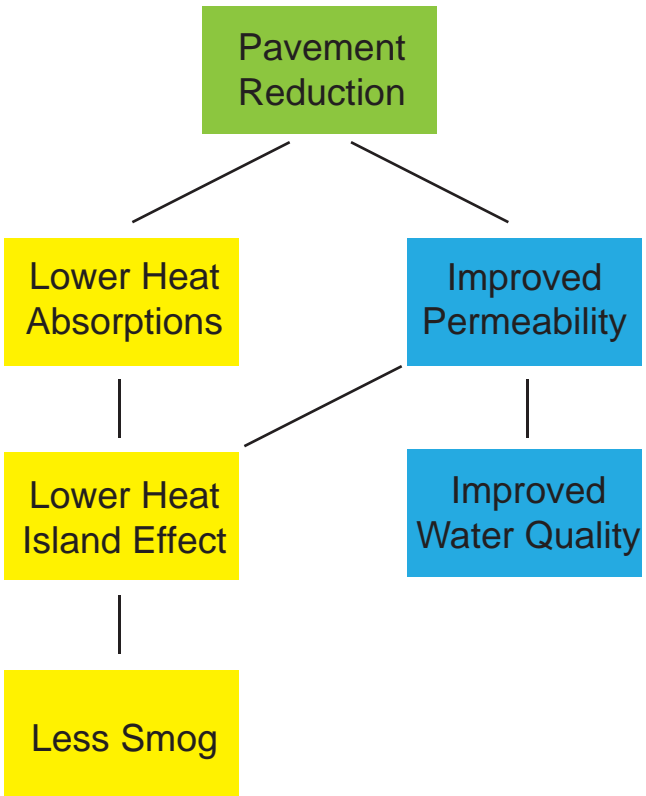 Pavement
Reduction
Lower Heat
Absorptions
Improved
Permeability
Lower Heat
Island Effect
Improved
Water Quality
Less Smog